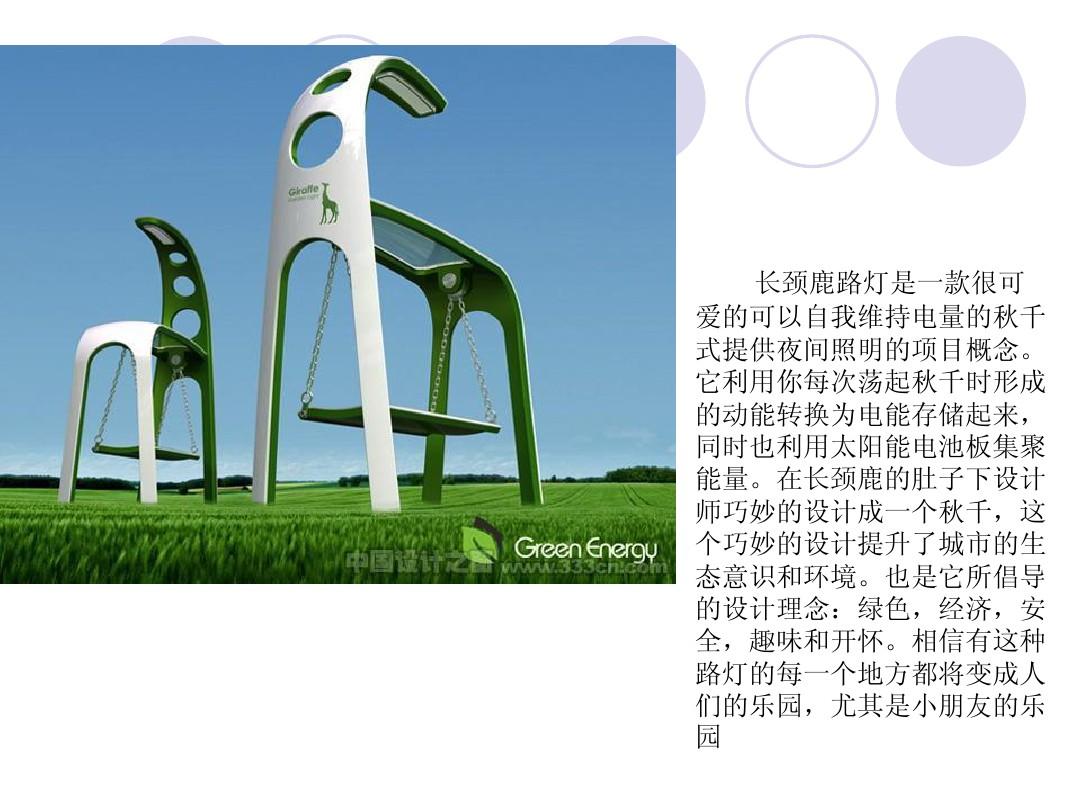 Giraffe
Green Energy
中国设计之窗 www.333cn.com
长颈鹿路灯是一款很可
爱的可以自我维持电量的秋千
式提供夜间照明的项目概念。
它利用你每次荡起秋千时形成
的动能转换为电能存储起来,
同时也利用太阳能电池板集聚
能量。在长颈鹿的肚子下设计
师巧妙的设计成一个秋千,这
个巧妙的设计提升了城市的生
态意识和环境。也是它所倡导
的设计理念:绿色,经济,安
全,趣味和开怀。相信有这种
路灯的每一个地方都将变成人
们的乐园,尤其是小朋友的乐
园